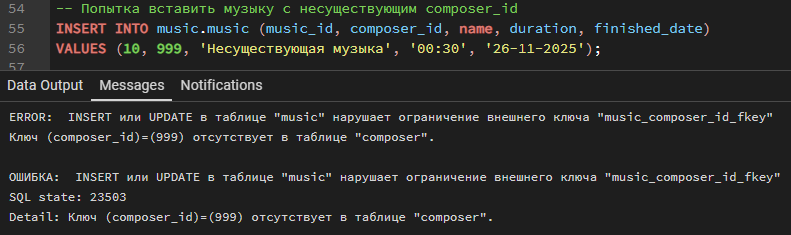 54 -- Попытка вставить музыку с несуществующим composer_id
55 INSERT INTO music.music (music_id, composer_id, name, duration, finished_date)
56 VALUES (10, 999, 'Несуществующая музыка', '00:30', '26-11-2025');
57
Data Output Messages Notifications
ERROR:  INSERT или UPDATE в таблице "music" нарушает ограничение внешнего ключа "music_composer_id_fkey"
Ключ (composer_id)=(999) отсутствует в таблице "composer".
ОШИБКА:  INSERT или UPDATE в таблице "music" нарушает ограничение внешнего ключа "music_composer_id_fkey"
SQL state: 23503
Detail: Ключ (composer_id)=(999) отсутствует в таблице "composer".